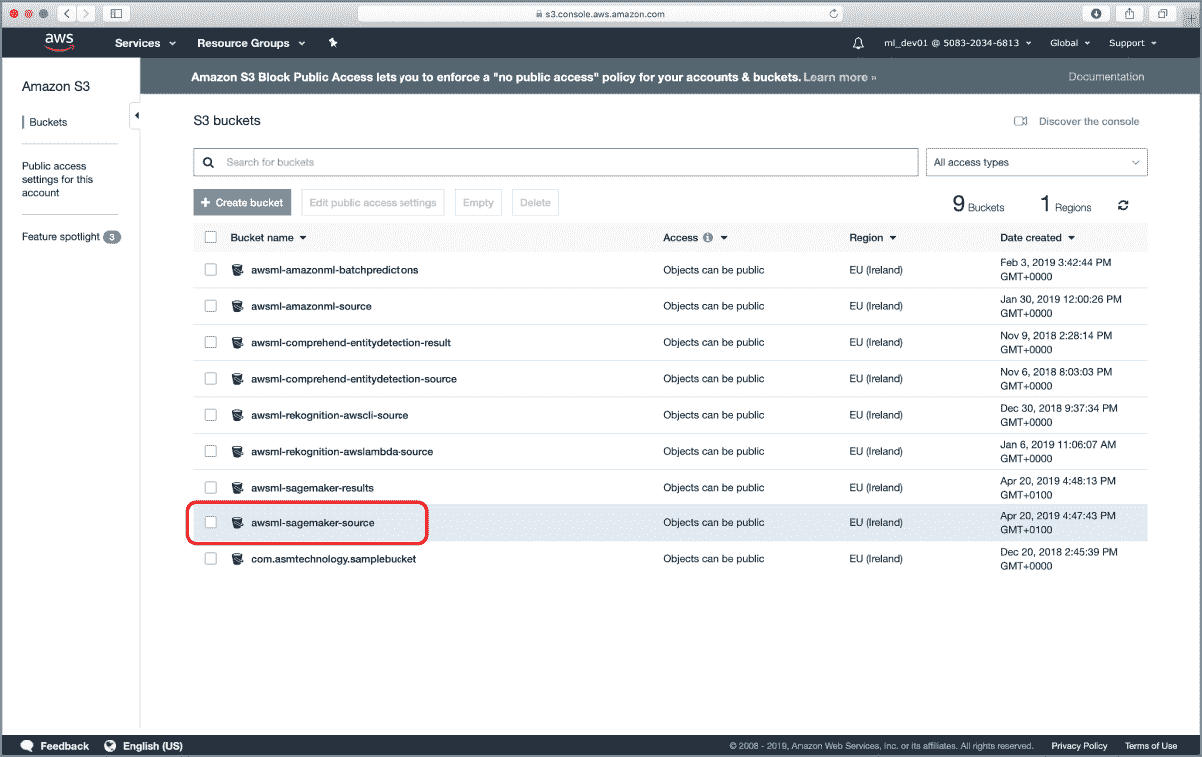 s3.console.aws.amazon.com
aws Services Resource Groups ml_dev01 @ 5083-2034-6813 Global Support
Amazon S3 Block Public Access lets you to enforce a "no public access" policy for your accounts & buckets. Learn more » Documentation
Amazon S3
Buckets
Public access
settings for this
account
Feature spotlight 3
S3 buckets Discover the console
Search for buckets All access types
+ Create bucket Edit public access settings Empty Delete 9 Buckets 1 Regions
Bucket name Access Region Date created
awsml-amazonml-batchpredictions Objects can be public EU (Ireland) Feb 3, 2019 3:42:44 PM
GMT+0000
awsml-amazonml-source Objects can be public EU (Ireland) Jan 30, 2019 12:00:26 PM
GMT+0000
awsml-comprehend-entitydetection-result Objects can be public EU (Ireland) Nov 9, 2018 2:28:14 PM
GMT+0000
awsml-comprehend-entitydetection-source Objects can be public EU (Ireland) Nov 6, 2018 8:03:03 PM
GMT+0000
awsml-rekognition-awscli-source Objects can be public EU (Ireland) Dec 30, 2018 9:37:34 PM
GMT+0000
awsml-rekognition-awslambda-source Objects can be public EU (Ireland) Jan 6, 2019 11:06:07 AM
GMT+0000
awsml-sagemaker-results Objects can be public EU (Ireland) Apr 20, 2019 4:48:13 PM
GMT+0100
awsml-sagemaker-source Objects can be public EU (Ireland) Apr 20, 2019 4:47:43 PM
GMT+0100
com.asmtechnology.samplebucket Objects can be public EU (Ireland) Dec 20, 2018 2:45:39 PM
GMT+0000
Feedback English (US) © 2008 - 2019, Amazon Web Services, Inc. or its affiliates. All rights reserved. Privacy Policy Terms of Use